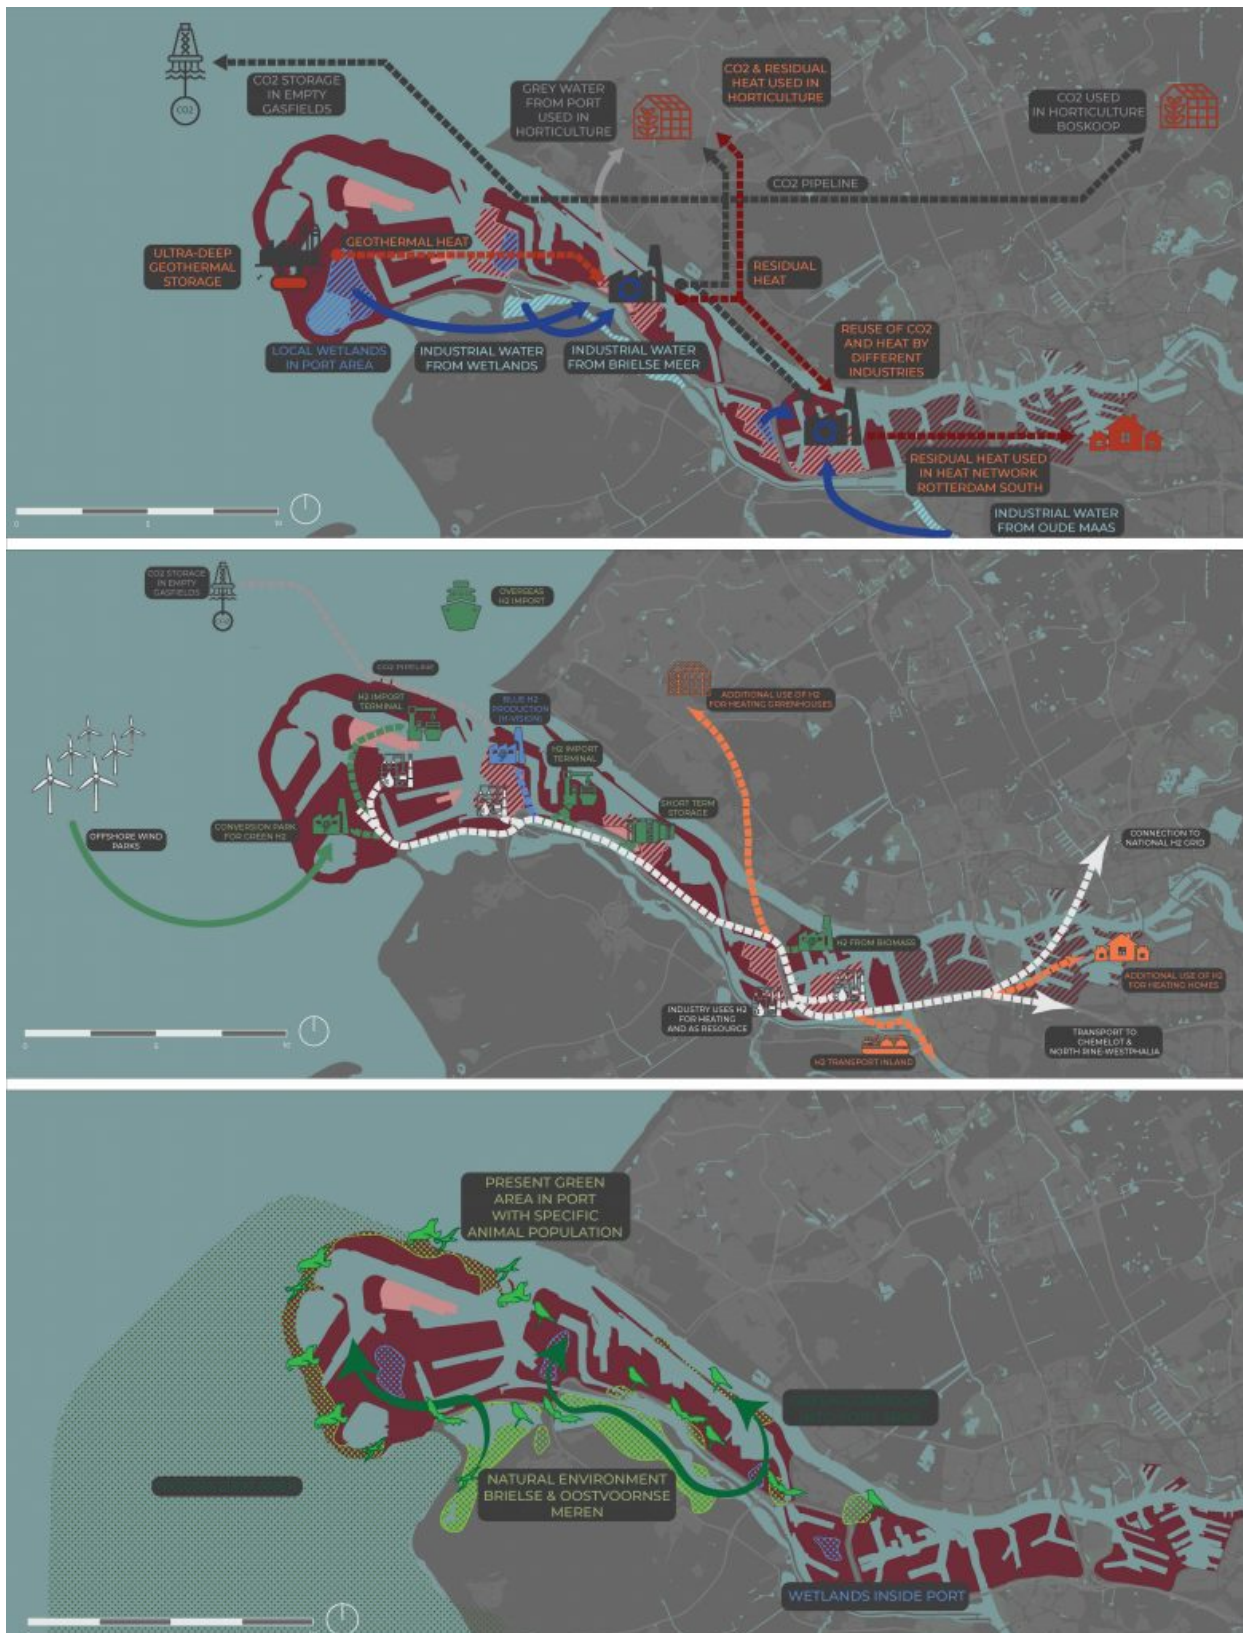 CO2 STORAGE
IN EMPTY
GASFIELDS
CO2
GREY WATER
FROM PORT
USED IN
HORTICULTURE
CO2 & RESIDUAL
HEAT USED IN
HORTICULTURE
CO2 USED
IN HORTICULTURE
BOSKOOP
CO2 PIPELINE
ULTRA-DEEP
GEOTHERMAL
STORAGE
GEOTHERMAL HEAT
RESIDUAL
HEAT
LOCAL WETLANDS
IN PORT AREA
INDUSTRIAL WATER
FROM WETLANDS
INDUSTRIAL WATER
FROM BRIELSE MEER
REUSE OF CO2
AND HEAT BY
DIFFERENT
INDUSTRIES
RESIDUAL HEAT USED
IN HEAT NETWORK
ROTTERDAM SOUTH
INDUSTRIAL WATER
FROM OUDE MAAS
CO2 STORAGE
IN EMPTY
GASFIELDS
OVERSEAS
H2 IMPORT
CO2 PIPELINE
H2 IMPORT
TERMINAL
BLUE H2
PRODUCTION
(H-VISION)
H2 IMPORT
TERMINAL
ADDITIONAL USE OF H2
FOR HEATING GRRENHOUSES
OFFSHORE WIND
PARKS
CONVERSION PARK
FOR GREEN H2
SHORT TERM
STORAGE
CONNECTION TO
NATIONAL H2 GRID
H2 FROM BIOMASS
ADDITIONAL USE OF H2
FOR HEATING HOMES
INDUSTRY USES H2
FOR HEATING
AND AS RESOURCE
H2 TRANSPORT INLAND
TRANSPORT TO
CHEMELOT &
NORTH RINE-WESTPHALIA
PRESENT GREEN
AREA IN PORT
WITH SPECIFIC
ANIMAL POPULATION
NATURAL ENVIRONMENT
BRIELSE & OOSTVOORNSE
MEREN
WETLANDS INSIDE PORT